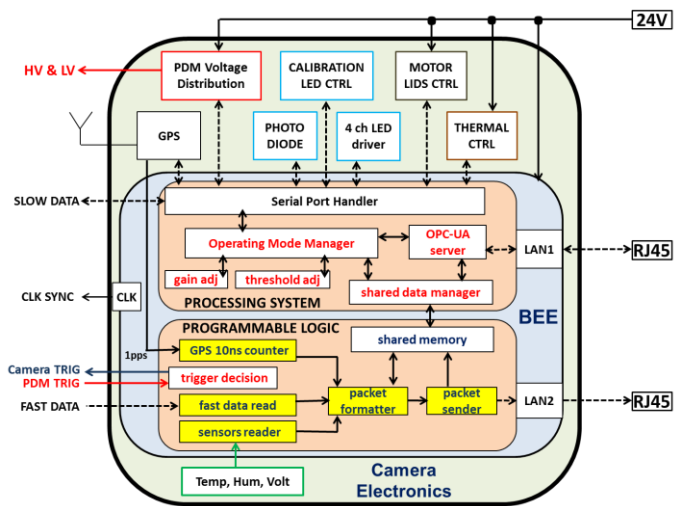 24V
HV & LV
PDM Voltage
Distribution
CALIBRATION
LED CTRL
MOTOR
LIDS CTRL
GPS
PHOTO
DIODE
4 ch LED
driver
THERMAL
CTRL
SLOW DATA
Serial Port Handler
Operating Mode Manager
OPC-UA
server
LAN1
RJ45
gain adj
threshold adj
shared data manager
CLK SYNC
CLK
PROCESSING SYSTEM
BEE
PROGRAMMABLE LOGIC
shared memory
1pps
GPS 10ns counter
Camera TRIG
PDM TRIG
trigger decision
FAST DATA
fast data read
packet
formatter
packet
sender
LAN2
RJ45
sensors reader
Temp, Hum, Volt
Camera
Electronics